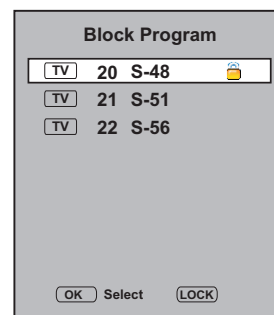 Block Program
TV 20 S-48
TV 21 S-51
TV 22 S-56
OK Select LOCK